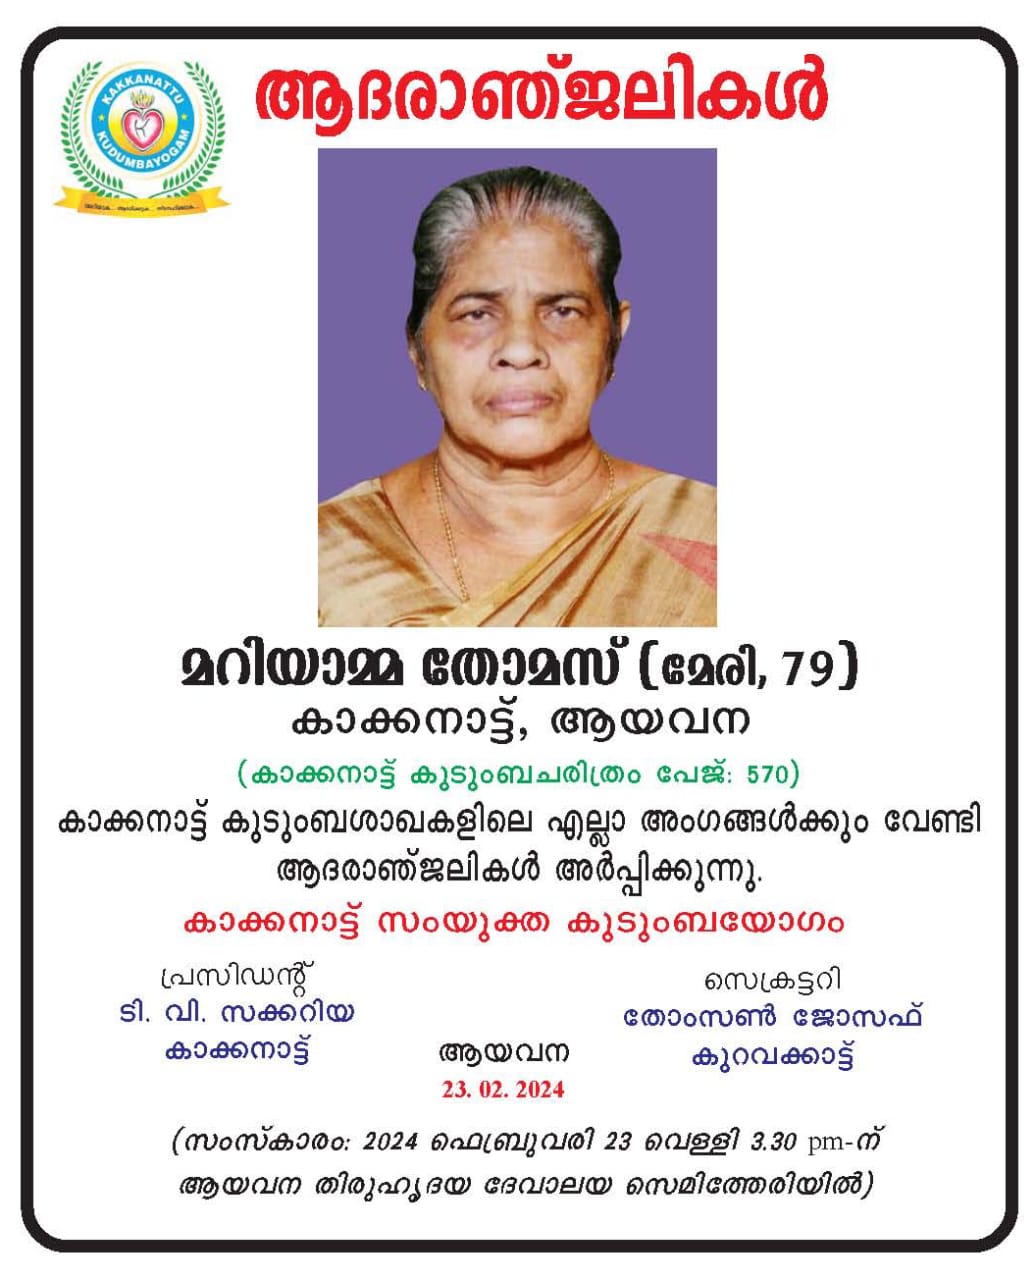 KAKKANATTU
KUDUMBAYOGAM
ആദരാഞ്ജലികൾ
മറിയാമ്മ തോമസ് (മേരി, 79)
കാക്കനാട്ട്, ആയവന
(കാക്കനാട്ട് കുടുംബചരിത്രം പേജ്: 570)
കാക്കനാട്ട് കുടുംബശാഖകളിലെ എല്ലാ അംഗങ്ങൾക്കും വേണ്ടി
ആദരാഞ്ജലികൾ അർപ്പിക്കുന്നു.
കാക്കനാട്ട് സംയുക്ത കുടുംബയോഗം
പ്രസിഡന്റ്
ടി. വി. സക്കറിയ
കാക്കനാട്ട്
സെക്രട്ടറി
തോംസൺ ജോസഫ്
കുറവക്കാട്ട്
ആയവന
23. 02. 2024
(സംസ്കാരം: 2024 ഫെബ്രുവരി 23 വെള്ളി 3.30 pm-ന്
ആയവന തിരുഹൃദയ ദേവാലയ സെമിത്തേരിയിൽ)